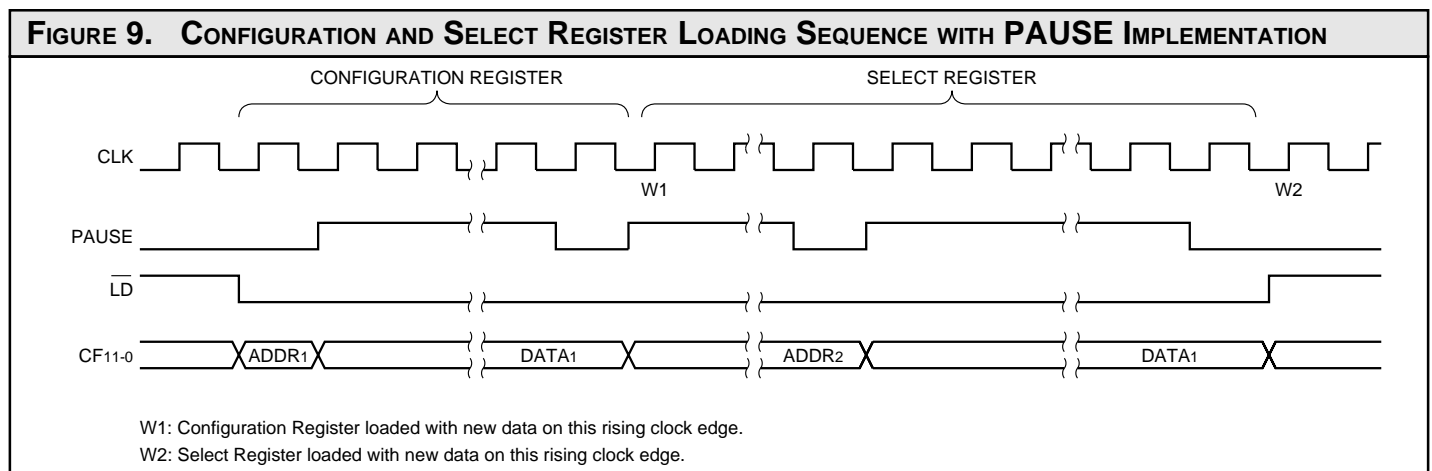 FIGURE 9. CONFIGURATION AND SELECT REGISTER LOADING SEQUENCE WITH PAUSE IMPLEMENTATION
CONFIGURATION REGISTER SELECT REGISTER
CLK
W1 W2
PAUSE
LD
CF11-0 ADDR1 DATA1 ADDR2 DATA1
W1: Configuration Register loaded with new data on this rising clock edge.
W2: Select Register loaded with new data on this rising clock edge.